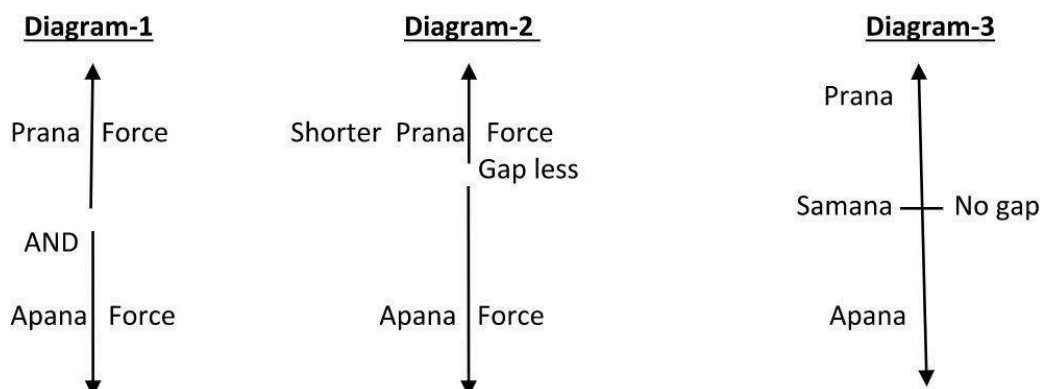 Diagram-1
Prana Force
AND
Apana Force
Diagram-2
Shorter Prana Force
Gap less
Apana Force
Diagram-3
Prana
Samana No gap
Apana